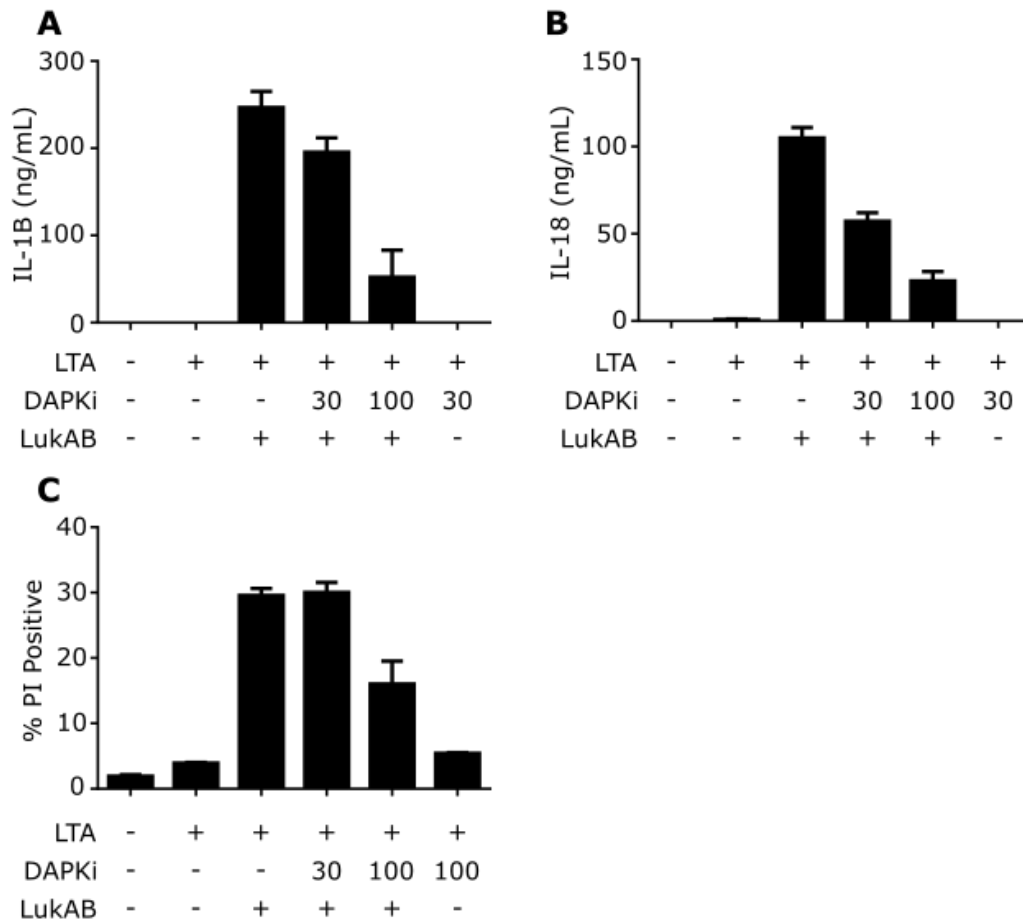 A
IL-1B (ng/mL)
300
200
100
0
LTA - + + + + +
DAPKi - - - 30 100 30
LukAB - - + + + -
B
IL-18 (ng/mL)
150
100
50
0
LTA - + + + + +
DAPKi - - - 30 100 30
LukAB - - + + + -
C
% PI Positive
40
30
20
10
0
LTA - + + + + +
DAPKi - - - 30 100 100
LukAB - - + + + -